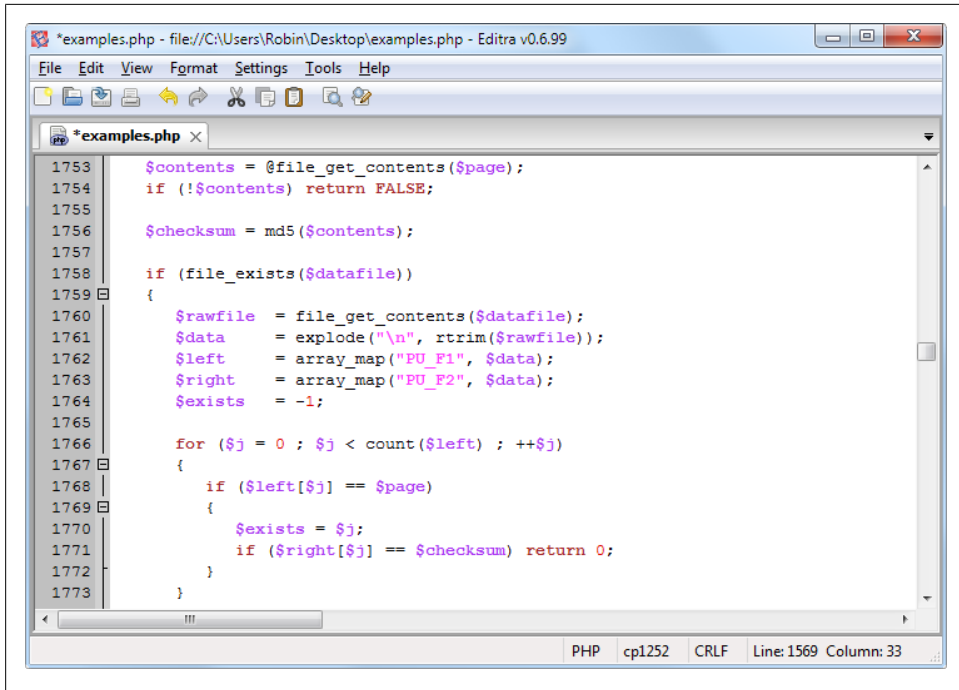 *examples.php - file://C:\Users\Robin\Desktop\examples.php - Editra v0.6.99
File Edit View Format Settings Tools Help
*examples.php
1753 $contents = @file_get_contents($page);
1754 if (!$contents) return FALSE;
1755
1756 $checksum = md5($contents);
1757
1758 if (file_exists($datafile))
1759 {
1760 $rawfile = file_get_contents($datafile);
1761 $data = explode("\n", rtrim($rawfile));
1762 $left = array_map("PU_F1", $data);
1763 $right = array_map("PU_F2", $data);
1764 $exists = -1;
1765
1766 for ($j = 0 ; $j < count($left) ; ++$j)
1767 {
1768 if ($left[$j] == $page)
1769 {
1770 $exists = $j;
1771 if ($right[$j] == $checksum) return 0;
1772 }
1773 }
PHP cp1252 CRLF Line: 1569 Column: 33